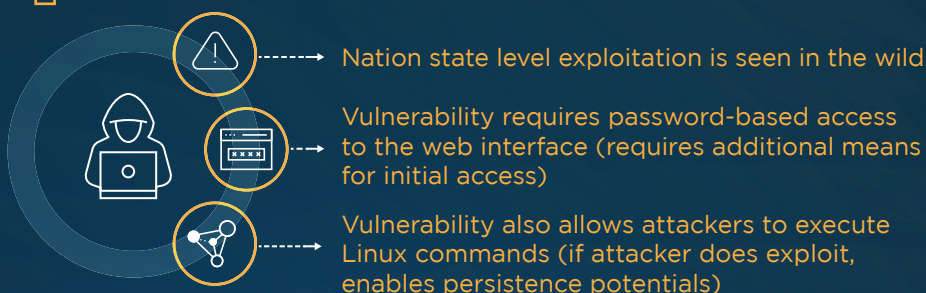 Nation state level exploitation is seen in the wild
Vulnerability requires password-based access
to the web interface (requires additional means
for initial access)
Vulnerability also allows attackers to execute
Linux commands (if attacker does exploit,
enables persistence potentials)